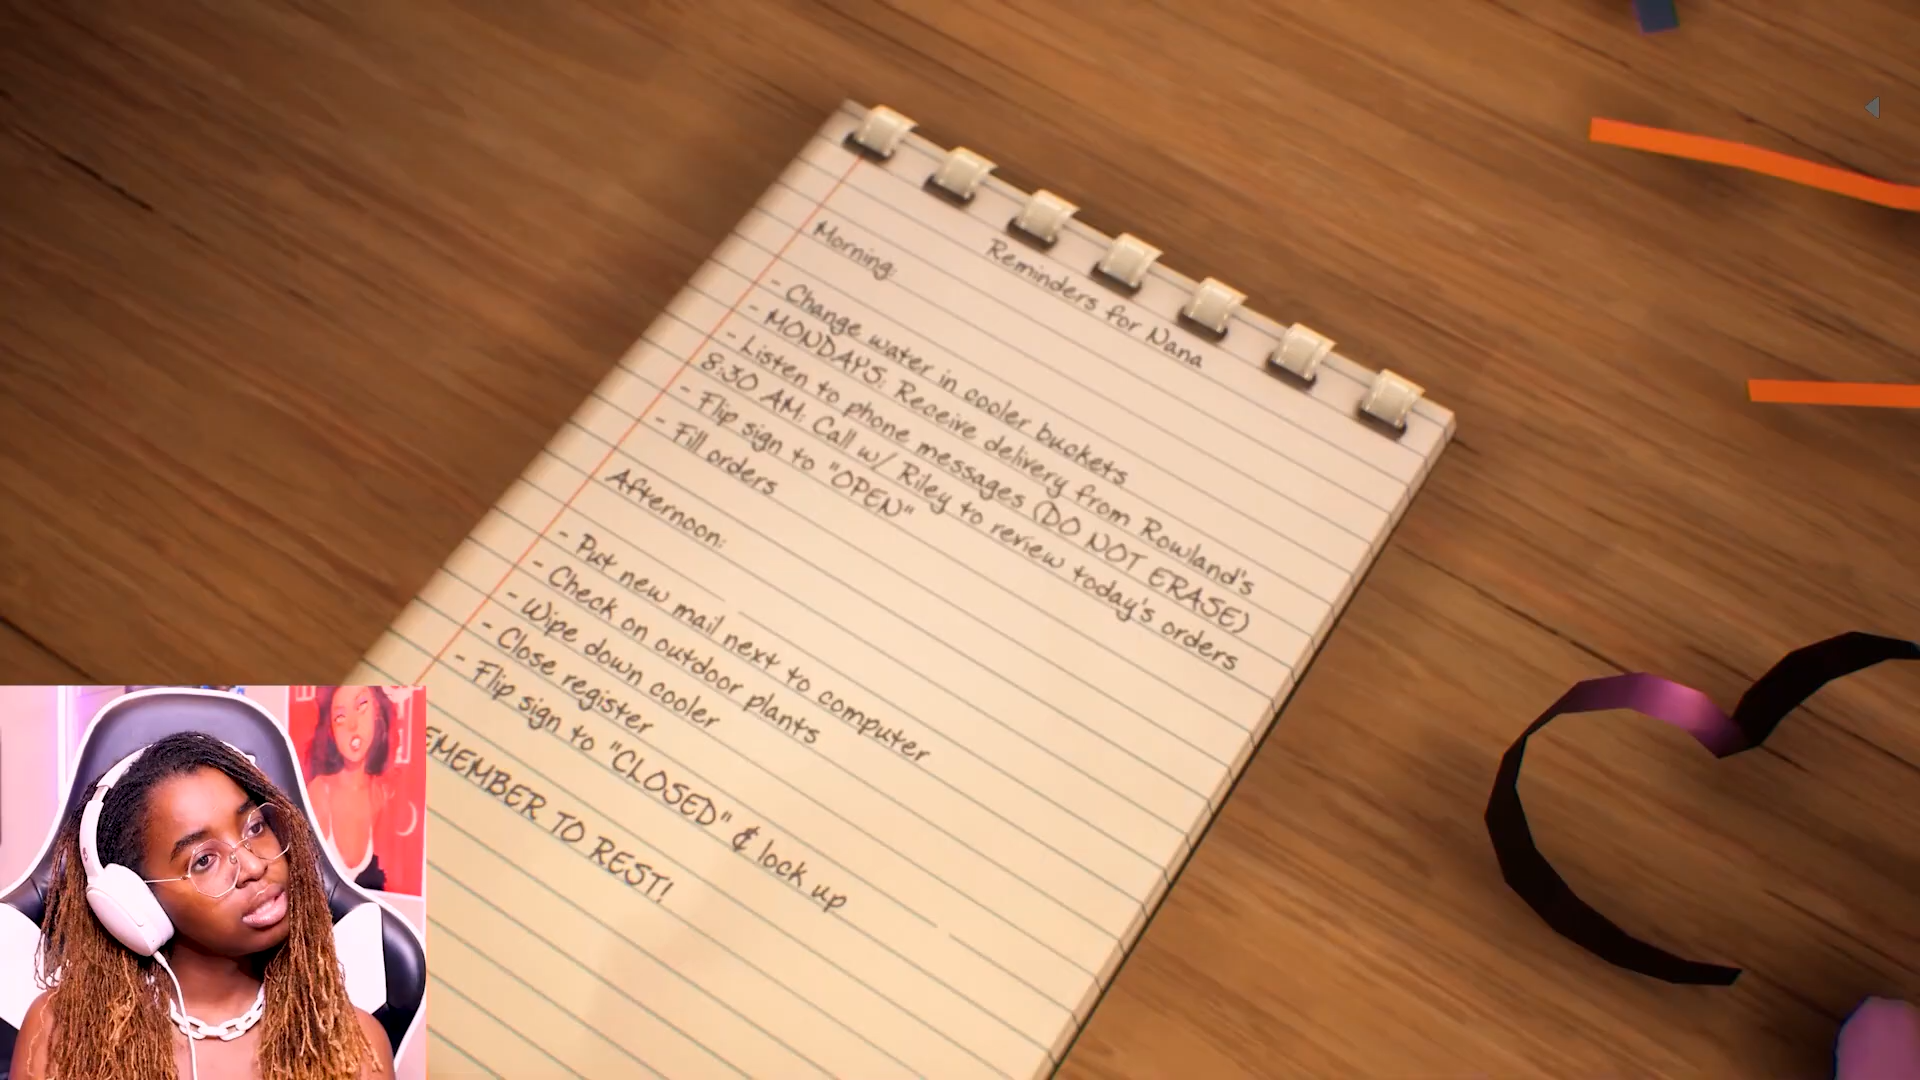 Reminders for Nana
Morning:
- Change water in cooler buckets
- MONDAYS: Receive delivery from Rowland's
- Listen to phone messages (DO NOT ERASE)
8:30 AM: Call w/ Riley to review today's orders
- Flip sign to "OPEN"
- Fill orders
Afternoon:
- Put new mail next to computer
- Check on outdoor plants
- Wipe down cooler
- Close register
- Flip sign to "CLOSED" & lock up
EMEMBER TO REST!